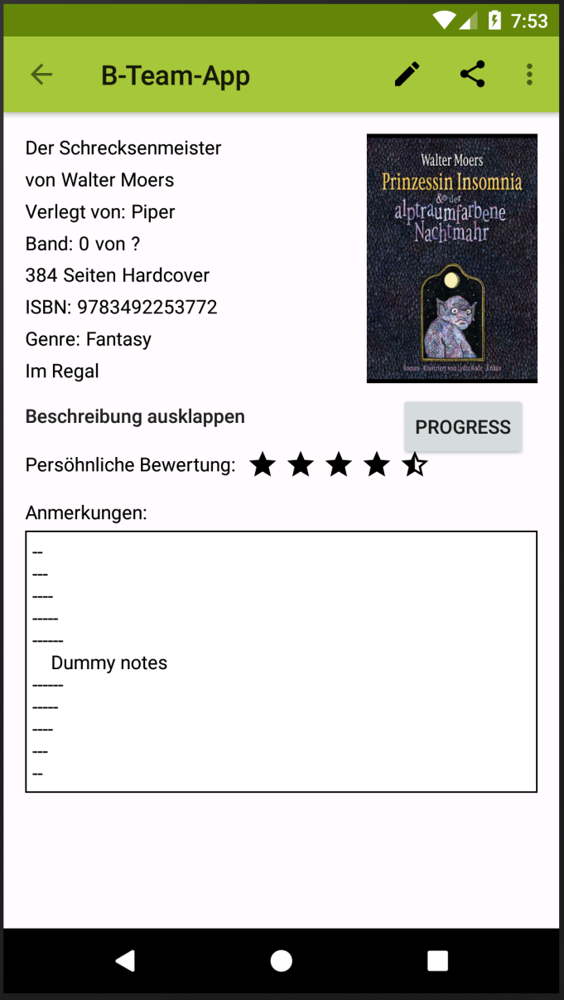 7:53
B-Team-App
Der Schrecksenmeister
von Walter Moers
Verlegt von: Piper
Band: 0 von ?
384 Seiten Hardcover
ISBN: 9783492253772
Genre: Fantasy
Im Regal
Walter Moers
Prinzessin Insomnia
& der
alptraumfarbene
Nachtmahr
Roman · Illustriert von Lydia Rode · Knaus
Beschreibung ausklappen
PROGRESS
Persöhnliche Bewertung:
Anmerkungen:
--
---
----
-----
------
Dummy notes
------
-----
----
---
--